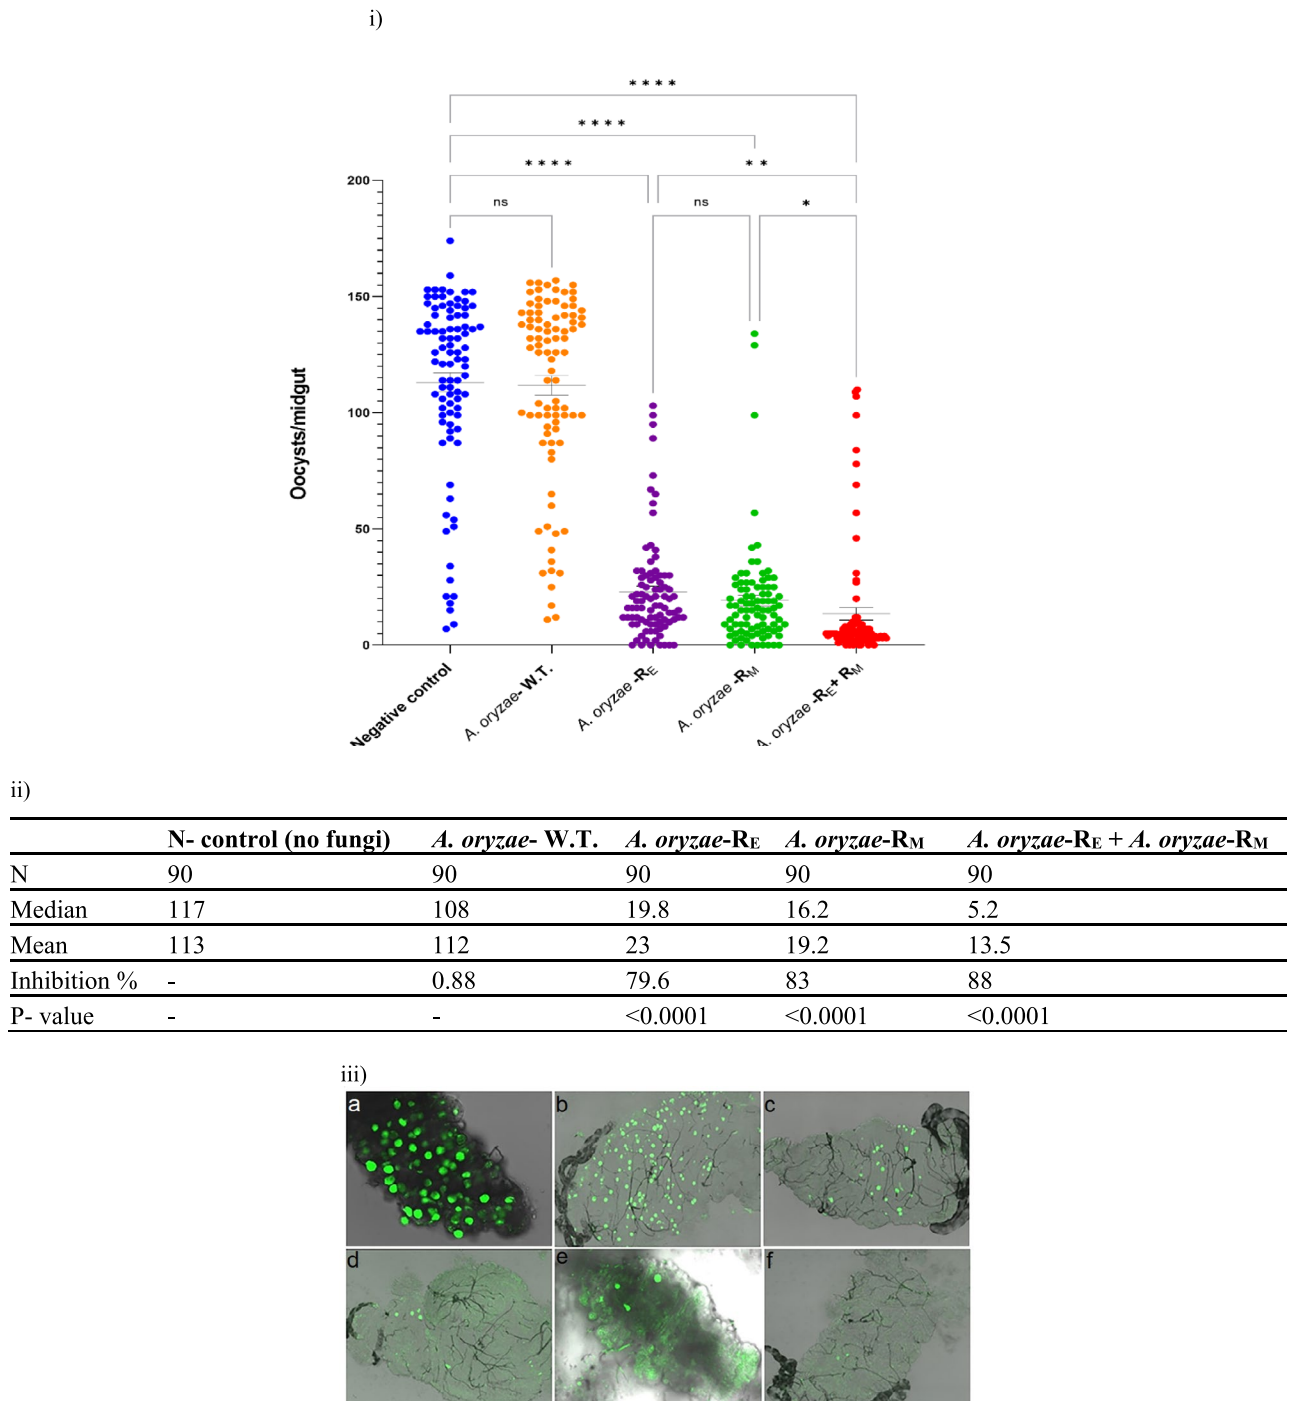 i)
****
****
**** **
ns ns *
200
150
100
50
0
Oocysts/midgut
Negative control
A. oryzae- W.T.
A. oryzae -RE
A. oryzae -RM
A. oryzae -RE+ RM
ii)
N- control (no fungi) A. oryzae- W.T. A. oryzae-RE A. oryzae-RM A. oryzae-RE + A. oryzae-RM
N 90 90 90 90 90
Median 117 108 19.8 16.2 5.2
Mean 113 112 23 19.2 13.5
Inhibition % - 0.88 79.6 83 88
P- value - - <0.0001 <0.0001 <0.0001
iii)
a b c
d e f